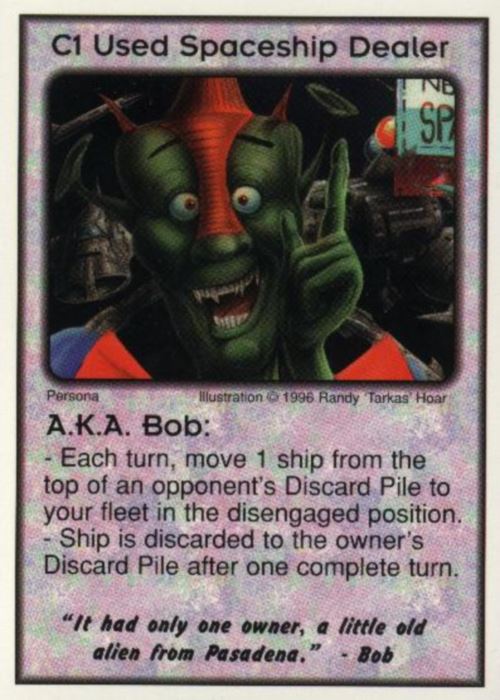 C1 Used Spaceship Dealer
NE
SPA
Persona
Illustration © 1996 Randy 'Tarkas' Hoar
A.K.A. Bob:
- Each turn, move 1 ship from the
top of an opponent's Discard Pile to
your fleet in the disengaged position.
- Ship is discarded to the owner's
Discard Pile after one complete turn.
"It had only one owner, a little old
alien from Pasadena." - Bob